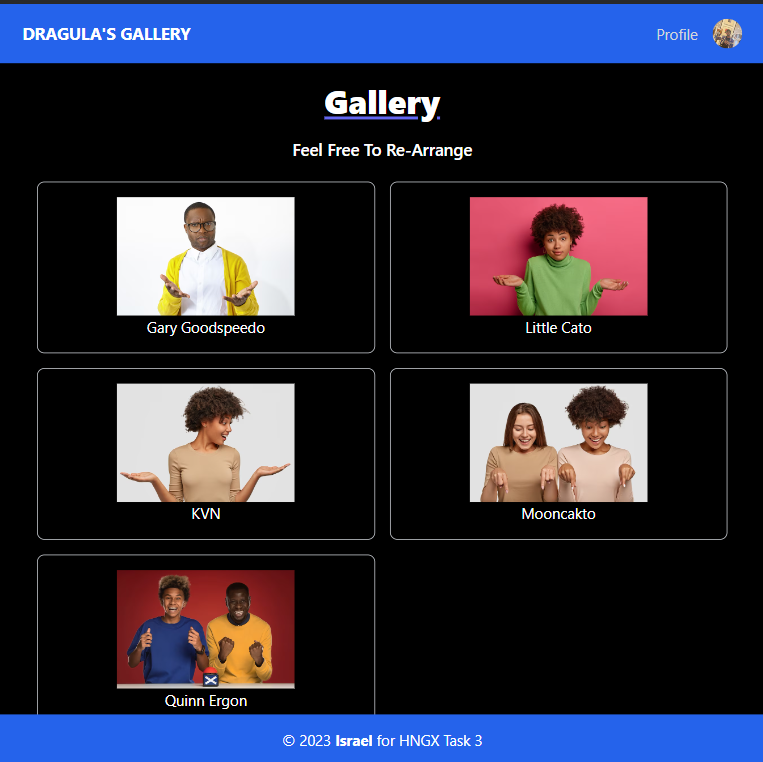 DRAGULA'S GALLERY
Profile
Gallery
Feel Free To Re-Arrange
Gary Goodspeedo
Little Cato
KVN
Mooncakto
Quinn Ergon
© 2023 Israel for HNGX Task 3